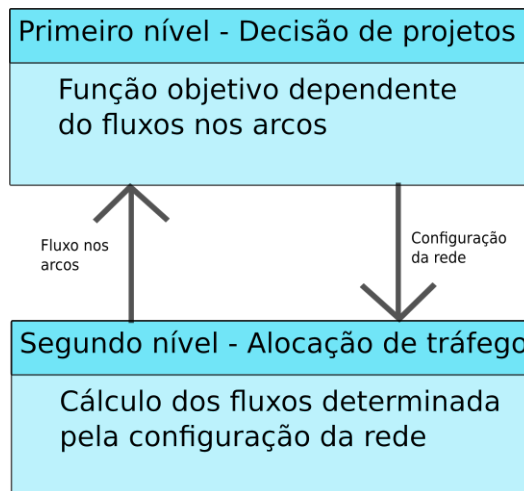 Primeiro nível - Decisão de projetos
Função objetivo dependente
do fluxos nos arcos
Fluxo nos
arcos
Configuração
da rede
Segundo nível - Alocação de tráfego
Cálculo dos fluxos determinada
pela configuração da rede